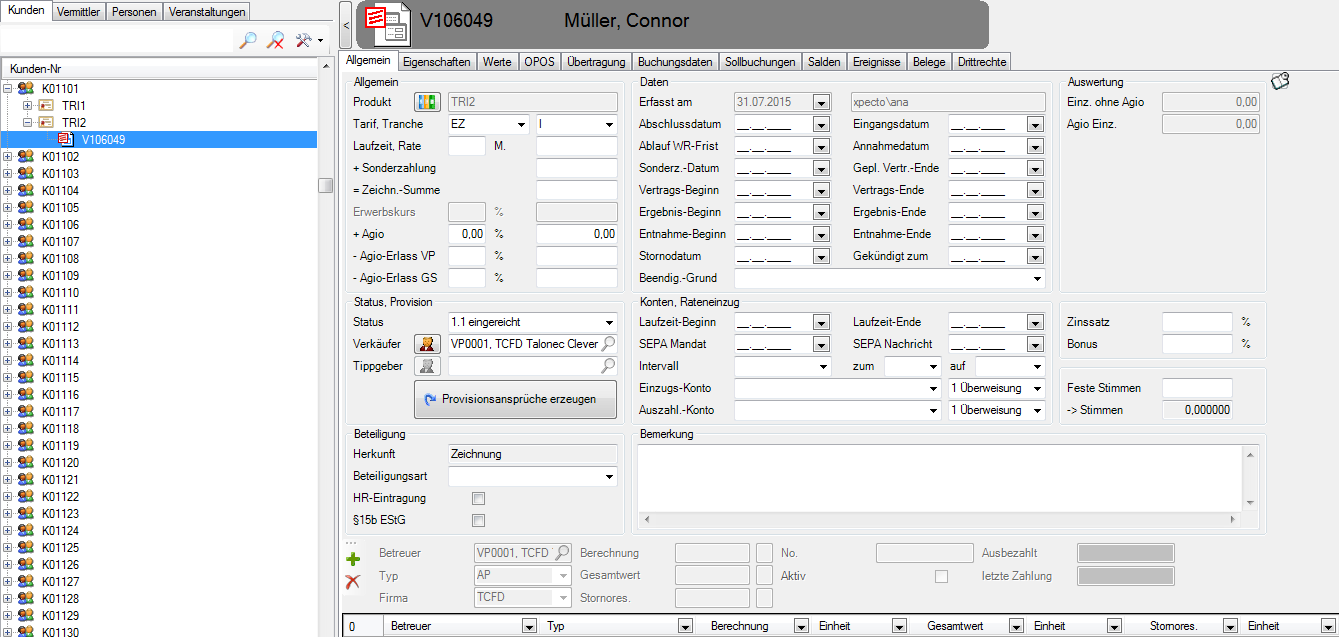 Kunden Vermittler Personen Veranstaltungen
Kunden-Nr
K01101
TRI1
TRI2
V106049
K01102
K01103
K01104
K01105
K01106
K01107
K01108
K01109
K01110
K01111
K01112
K01113
K01114
K01115
K01116
K01117
K01118
K01119
K01120
K01121
K01122
K01123
K01124
K01125
K01126
K01127
K01128
K01129
K01130
< V106049 Müller, Connor
Allgemein Eigenschaften Werte OPOS Übertragung Buchungsdaten Sollbuchungen Salden Ereignisse Belege Drittrechte
Allgemein
Produkt TRI2
Tarif, Tranche EZ I
Laufzeit, Rate M.
+ Sonderzahlung
= Zeichn.-Summe
Erwerbskurs %
+ Agio 0,00 % 0,00
- Agio-Erlass VP %
- Agio-Erlass GS %
Daten
Erfasst am 31.07.2015 xpecto\ana
Abschlussdatum __.__.____ Eingangsdatum __.__.____
Ablauf WR-Frist __.__.____ Annahmedatum __.__.____
Sonderz.-Datum __.__.____ Gepl. Vertr.-Ende __.__.____
Vertrags-Beginn __.__.____ Vertrags-Ende __.__.____
Ergebnis-Beginn __.__.____ Ergebnis-Ende __.__.____
Entnahme-Beginn __.__.____ Entnahme-Ende __.__.____
Stornodatum __.__.____ Gekündigt zum __.__.____
Beendig.-Grund
Auswertung
Einz. ohne Agio 0,00
Agio Einz. 0,00
Status, Provision
Status 1.1 eingereicht
Verkäufer VP0001, TCFD Talonec Clever
Tippgeber
Provisionsansprüche erzeugen
Konten, Rateneinzug
Laufzeit-Beginn __.__.____ Laufzeit-Ende __.__.____
SEPA Mandat __.__.____ SEPA Nachricht __.__.____
Intervall zum auf
Einzugs-Konto 1 Überweisung
Auszahl.-Konto 1 Überweisung
Zinssatz %
Bonus %
Feste Stimmen
-> Stimmen 0,000000
Beteiligung
Herkunft Zeichnung
Beteiligungsart
HR-Eintragung
§15b EStG
Bemerkung
Betreuer VP0001, TCFD Berechnung No. Ausbezahlt
Typ AP Gesamtwert Aktiv letzte Zahlung
Firma TCFD Stornores.
0 Betreuer Typ Berechnung Einheit Gesamtwert Einheit Stornores. Einheit